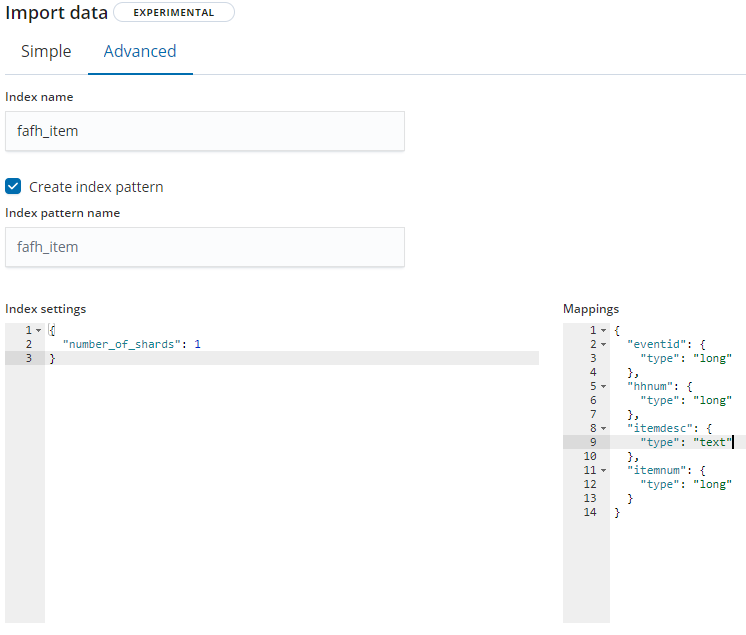 Import data EXPERIMENTAL
Simple Advanced
Index name
fafh_item
Create index pattern
Index pattern name
fafh_item
Index settings
1 {
2 "number_of_shards": 1
3 }
Mappings
1 {
2 "eventid": {
3 "type": "long"
4 },
5 "hhnum": {
6 "type": "long"
7 },
8 "itemdesc": {
9 "type": "text"
10 },
11 "itemnum": {
12 "type": "long"
13 }
14 }